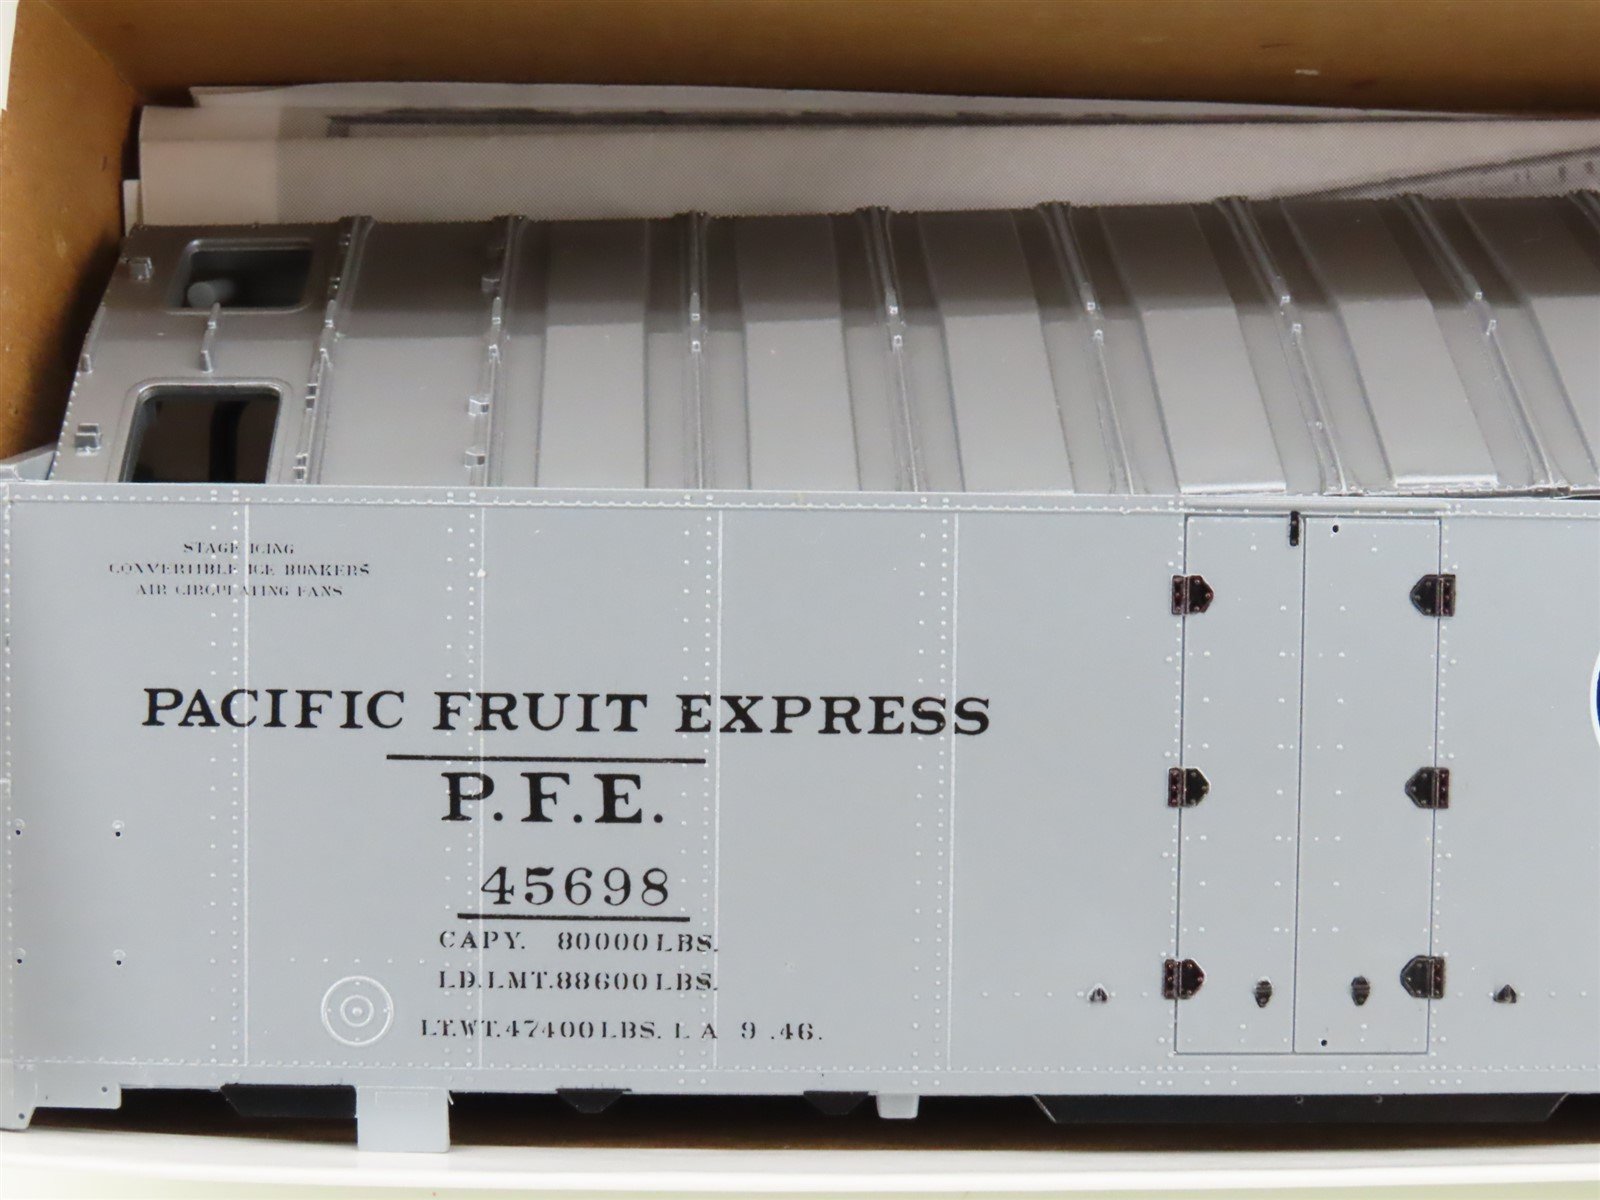 STAGE ICING
CONVERTIBLE ICE BUNKERS
AIR CIRCULATING FANS
PACIFIC FRUIT EXPRESS
P.F.E.
45698
CAPY. 80000 LBS.
LD.LMT. 88600 LBS.
LT.WT. 47400 LBS. L A 9 .46.